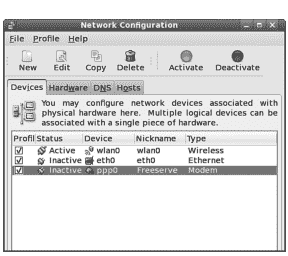 Network Configuration
File Profile Help
New Edit Copy Delete Activate Deactivate
Devices Hardware DNS Hosts
You may configure network devices associated with
physical hardware here. Multiple logical devices can be
associated with a single piece of hardware.
Profil Status Device Nickname Type
Active wlan0 wlan0 Wireless
Inactive eth0 eth0 Ethernet
Inactive ppp0 Freeserve Modem